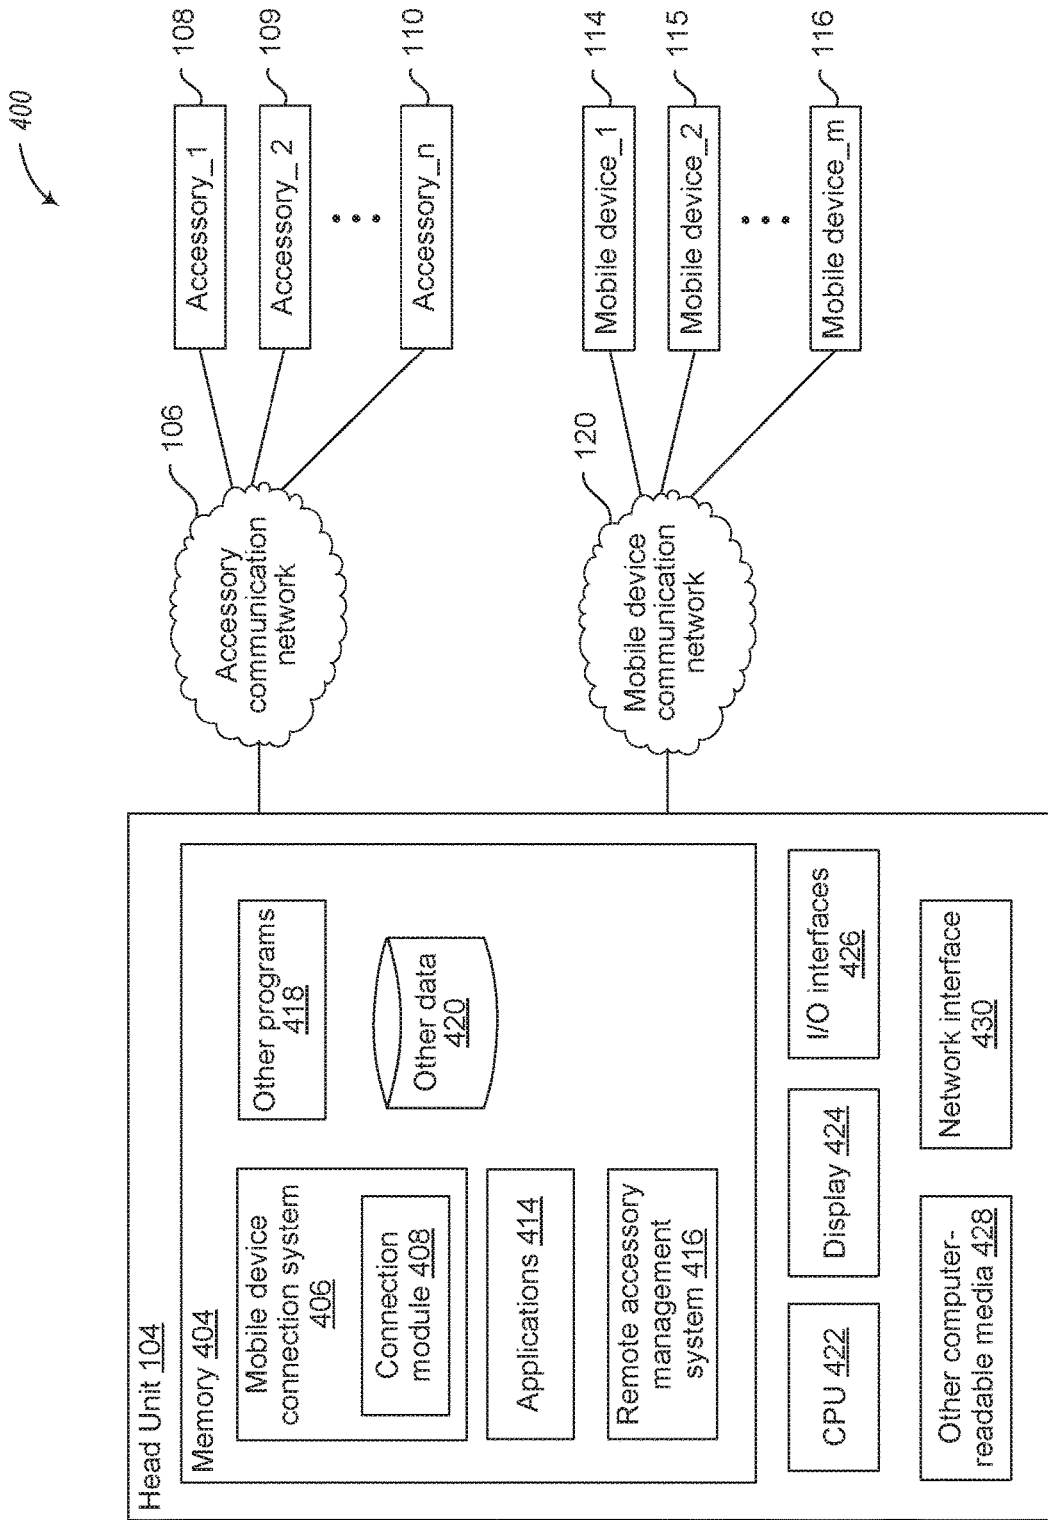 400
Head Unit 104
Memory 404
Mobile device
connection system
406
Connection
module 408
Applications 414
Remote accessory
management
system 416
Other programs
418
Other data
420
CPU 422
Display 424
I/O interfaces
426
Other computer-
readable media 428
Network interface
430
Accessory
communication
network
106
Accessory_1
108
Accessory_2
109
Accessory_n
110
Mobile device
communication
network
120
Mobile device_1
114
Mobile device_2
115
Mobile device_m
116